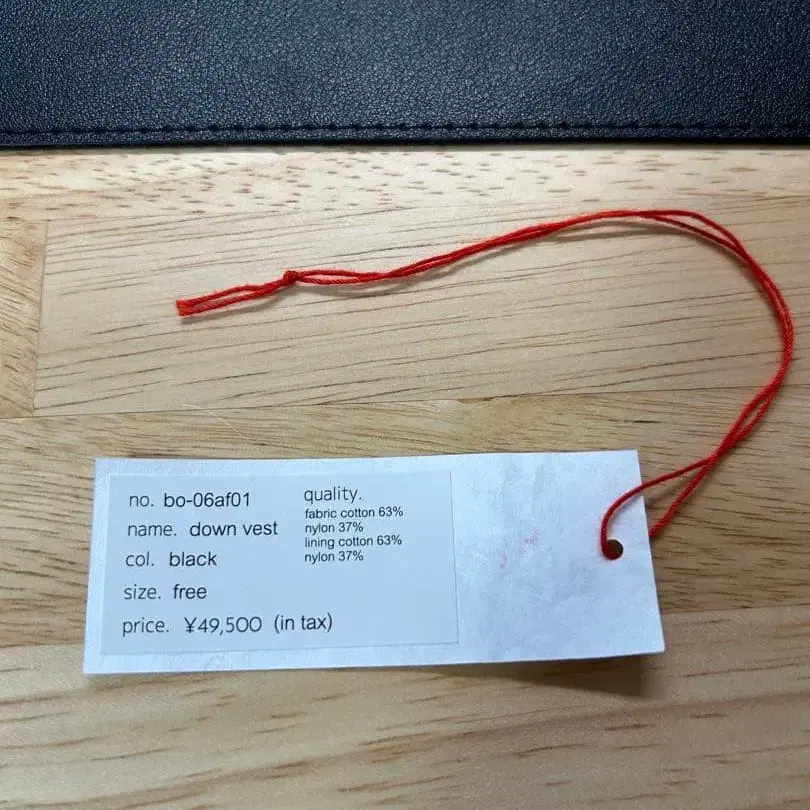 no. bo-06af01
name. down vest
col. black
size. free
price. ¥49,500 (in tax)
quality.
fabric cotton 63%
nylon 37%
lining cotton 63%
nylon 37%